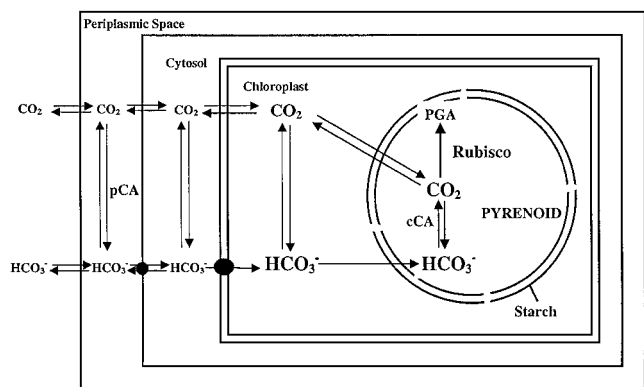 Periplasmic Space
Cytosol
Chloroplast
CO₂ CO₂ CO₂ CO₂
PGA
Rubisco
CO₂
pCA
cCA
PYRENOID
HCO₃⁻ HCO₃⁻ HCO₃⁻ HCO₃⁻ HCO₃⁻
Starch